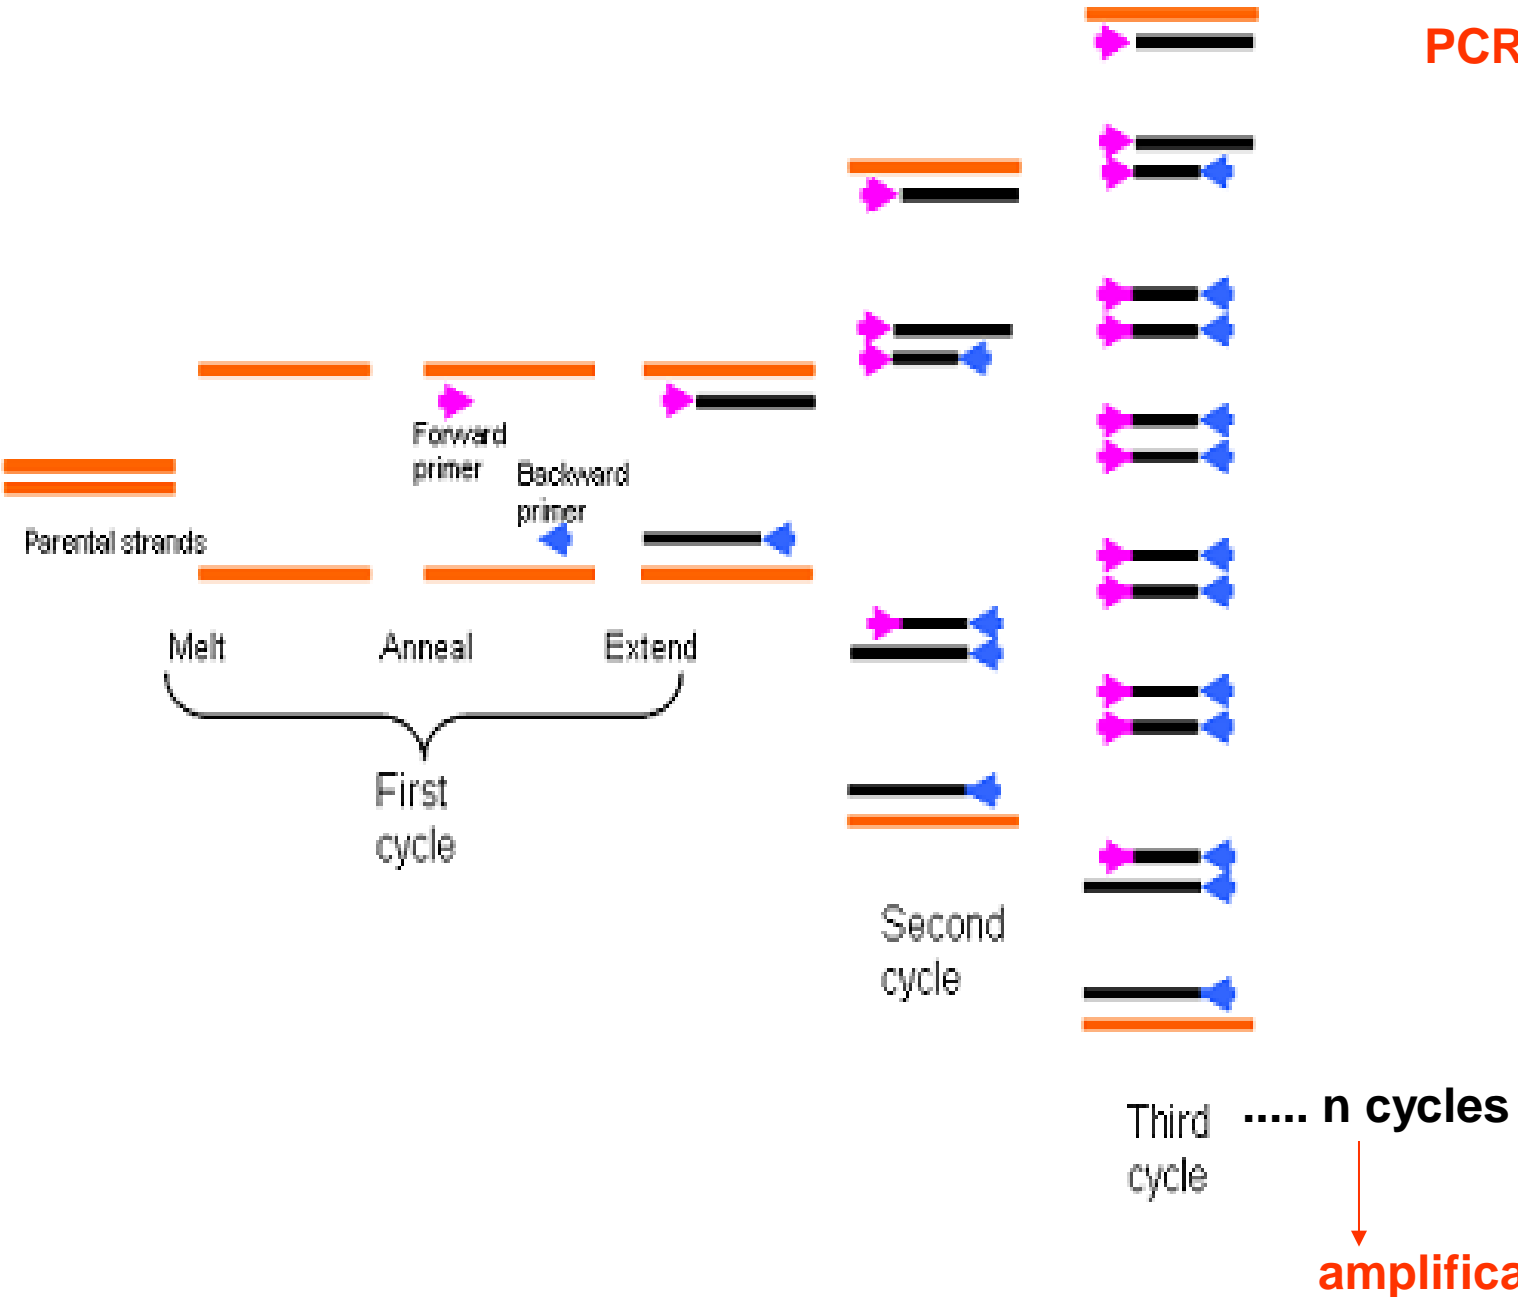 PCR
Forward
primer
Backward
primer
Parental strands
Melt Anneal Extend
First
cycle
Second
cycle
Third ..... n cycles
cycle
amplifica